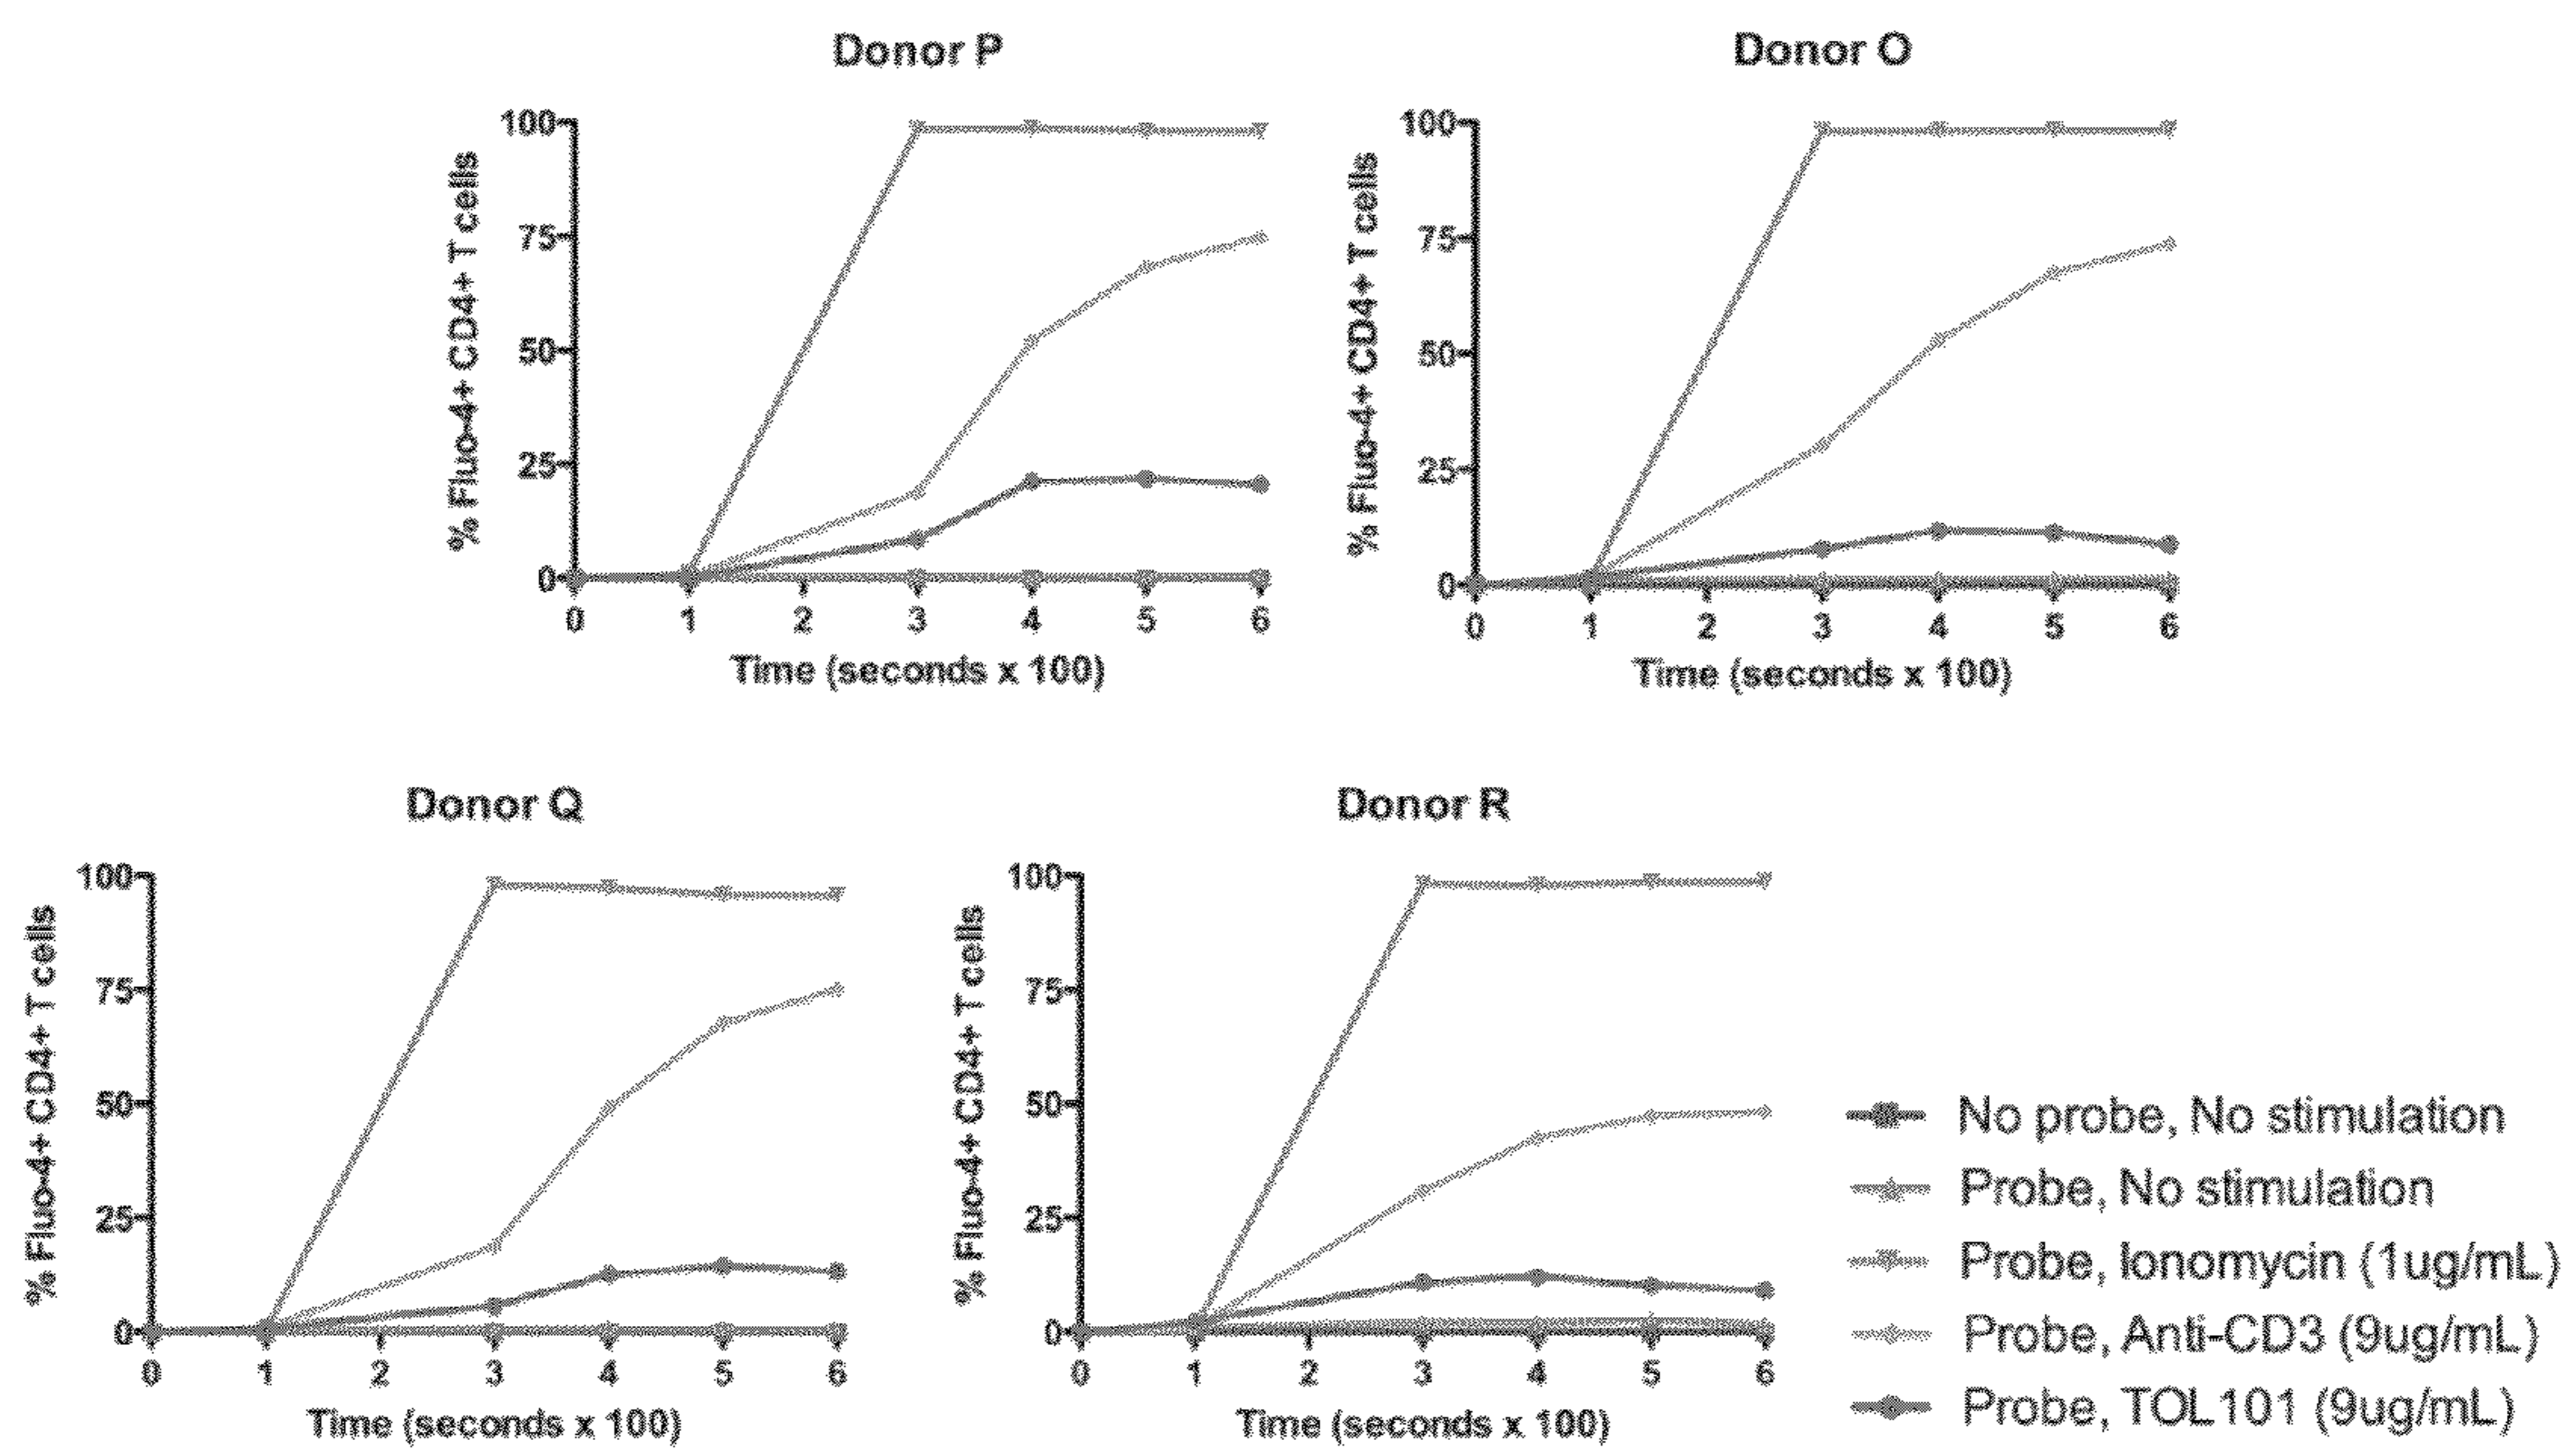 Donor P
% Fluo-4+ CD4+ T cells
100
75
50
25
0
0 1 2 3 4 5 6
Time (seconds x 100)
Donor O
% Fluo-4+ CD4+ T cells
100
75
50
25
0
0 1 2 3 4 5 6
Time (seconds x 100)
Donor Q
% Fluo-4+ CD4+ T cells
100
75
50
25
0
0 1 2 3 4 5 6
Time (seconds x 100)
Donor R
% Fluo-4+ CD4+ T cells
100
75
50
25
0
0 1 2 3 4 5 6
Time (seconds x 100)
No probe, No stimulation
Probe, No stimulation
Probe, Ionomycin (1ug/mL)
Probe, Anti-CD3 (9ug/mL)
Probe, TOL101 (9ug/mL)